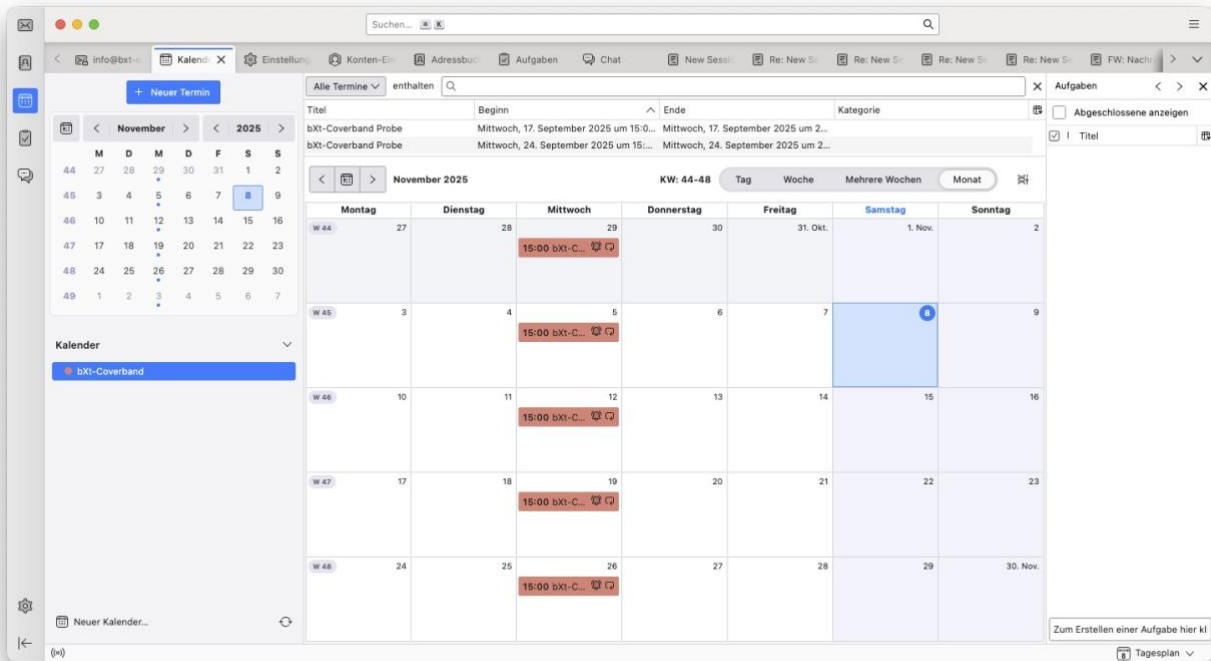 Suchen... ⌘ K
info@bxt-c
Kalend
Einstellung
Konten-Ein
Adressbuc
Aufgaben
Chat
New Sessi
Re: New Se
Re: New Se
Re: New Se
Re: New Se
FW: Nachr
+ Neuer Termin
November 2025
M D M D F S S
44 27 28 29 30 31 1 2
45 3 4 5 6 7 8 9
46 10 11 12 13 14 15 16
47 17 18 19 20 21 22 23
48 24 25 26 27 28 29 30
49 1 2 3 4 5 6 7
Kalender
bXt-Coverband
Neuer Kalender...
Alle Termine enthalten
Titel Beginn Ende Kategorie
bXt-Coverband Probe Mittwoch, 17. September 2025 um 15:0... Mittwoch, 17. September 2025 um 2...
bXt-Coverband Probe Mittwoch, 24. September 2025 um 15:... Mittwoch, 24. September 2025 um 2...
November 2025 KW: 44-48 Tag Woche Mehrere Wochen Monat
Montag Dienstag Mittwoch Donnerstag Freitag Samstag Sonntag
W 44 27 28 29 30 31. Okt. 1. Nov. 2
15:00 bXt-C...
W 45 3 4 5 6 7 8 9
15:00 bXt-C...
W 46 10 11 12 13 14 15 16
15:00 bXt-C...
W 47 17 18 19 20 21 22 23
15:00 bXt-C...
W 48 24 25 26 27 28 29 30. Nov.
15:00 bXt-C...
Aufgaben
Abgeschlossene anzeigen
! Titel
Zum Erstellen einer Aufgabe hier kl
8 Tagesplan